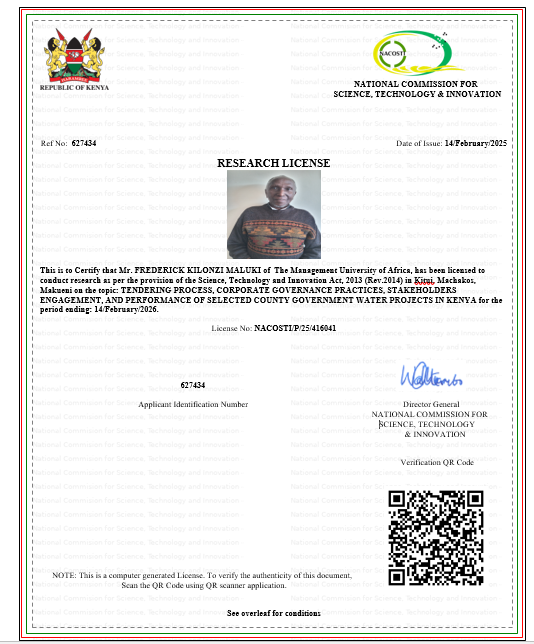 HARAMBEE
REPUBLIC OF KENYA
NACOSTI
NATIONAL COMMISSION FOR
SCIENCE, TECHNOLOGY & INNOVATION
Ref No: 627434
Date of Issue: 14/February/2025
RESEARCH LICENSE
This is to Certify that Mr. FREDERICK KILONZI MALUKI of The Management University of Africa, has been licensed to
conduct research as per the provision of the Science, Technology and Innovation Act, 2013 (Rev.2014) in Kitui, Machakos,
Makueni on the topic: TENDERING PROCESS, CORPORATE GOVERNANCE PRACTICES, STAKEHOLDERS
ENGAGEMENT, AND PERFORMANCE OF SELECTED COUNTY GOVERNMENT WATER PROJECTS IN KENYA for the
period ending: 14/February/2026.
License No: NACOSTI/P/25/416041
627434
Applicant Identification Number
Director General
NATIONAL COMMISSION FOR
SCIENCE, TECHNOLOGY
& INNOVATION
Verification QR Code
NOTE: This is a computer generated License. To verify the authenticity of this document,
Scan the QR Code using QR scanner application.
See overleaf for conditions